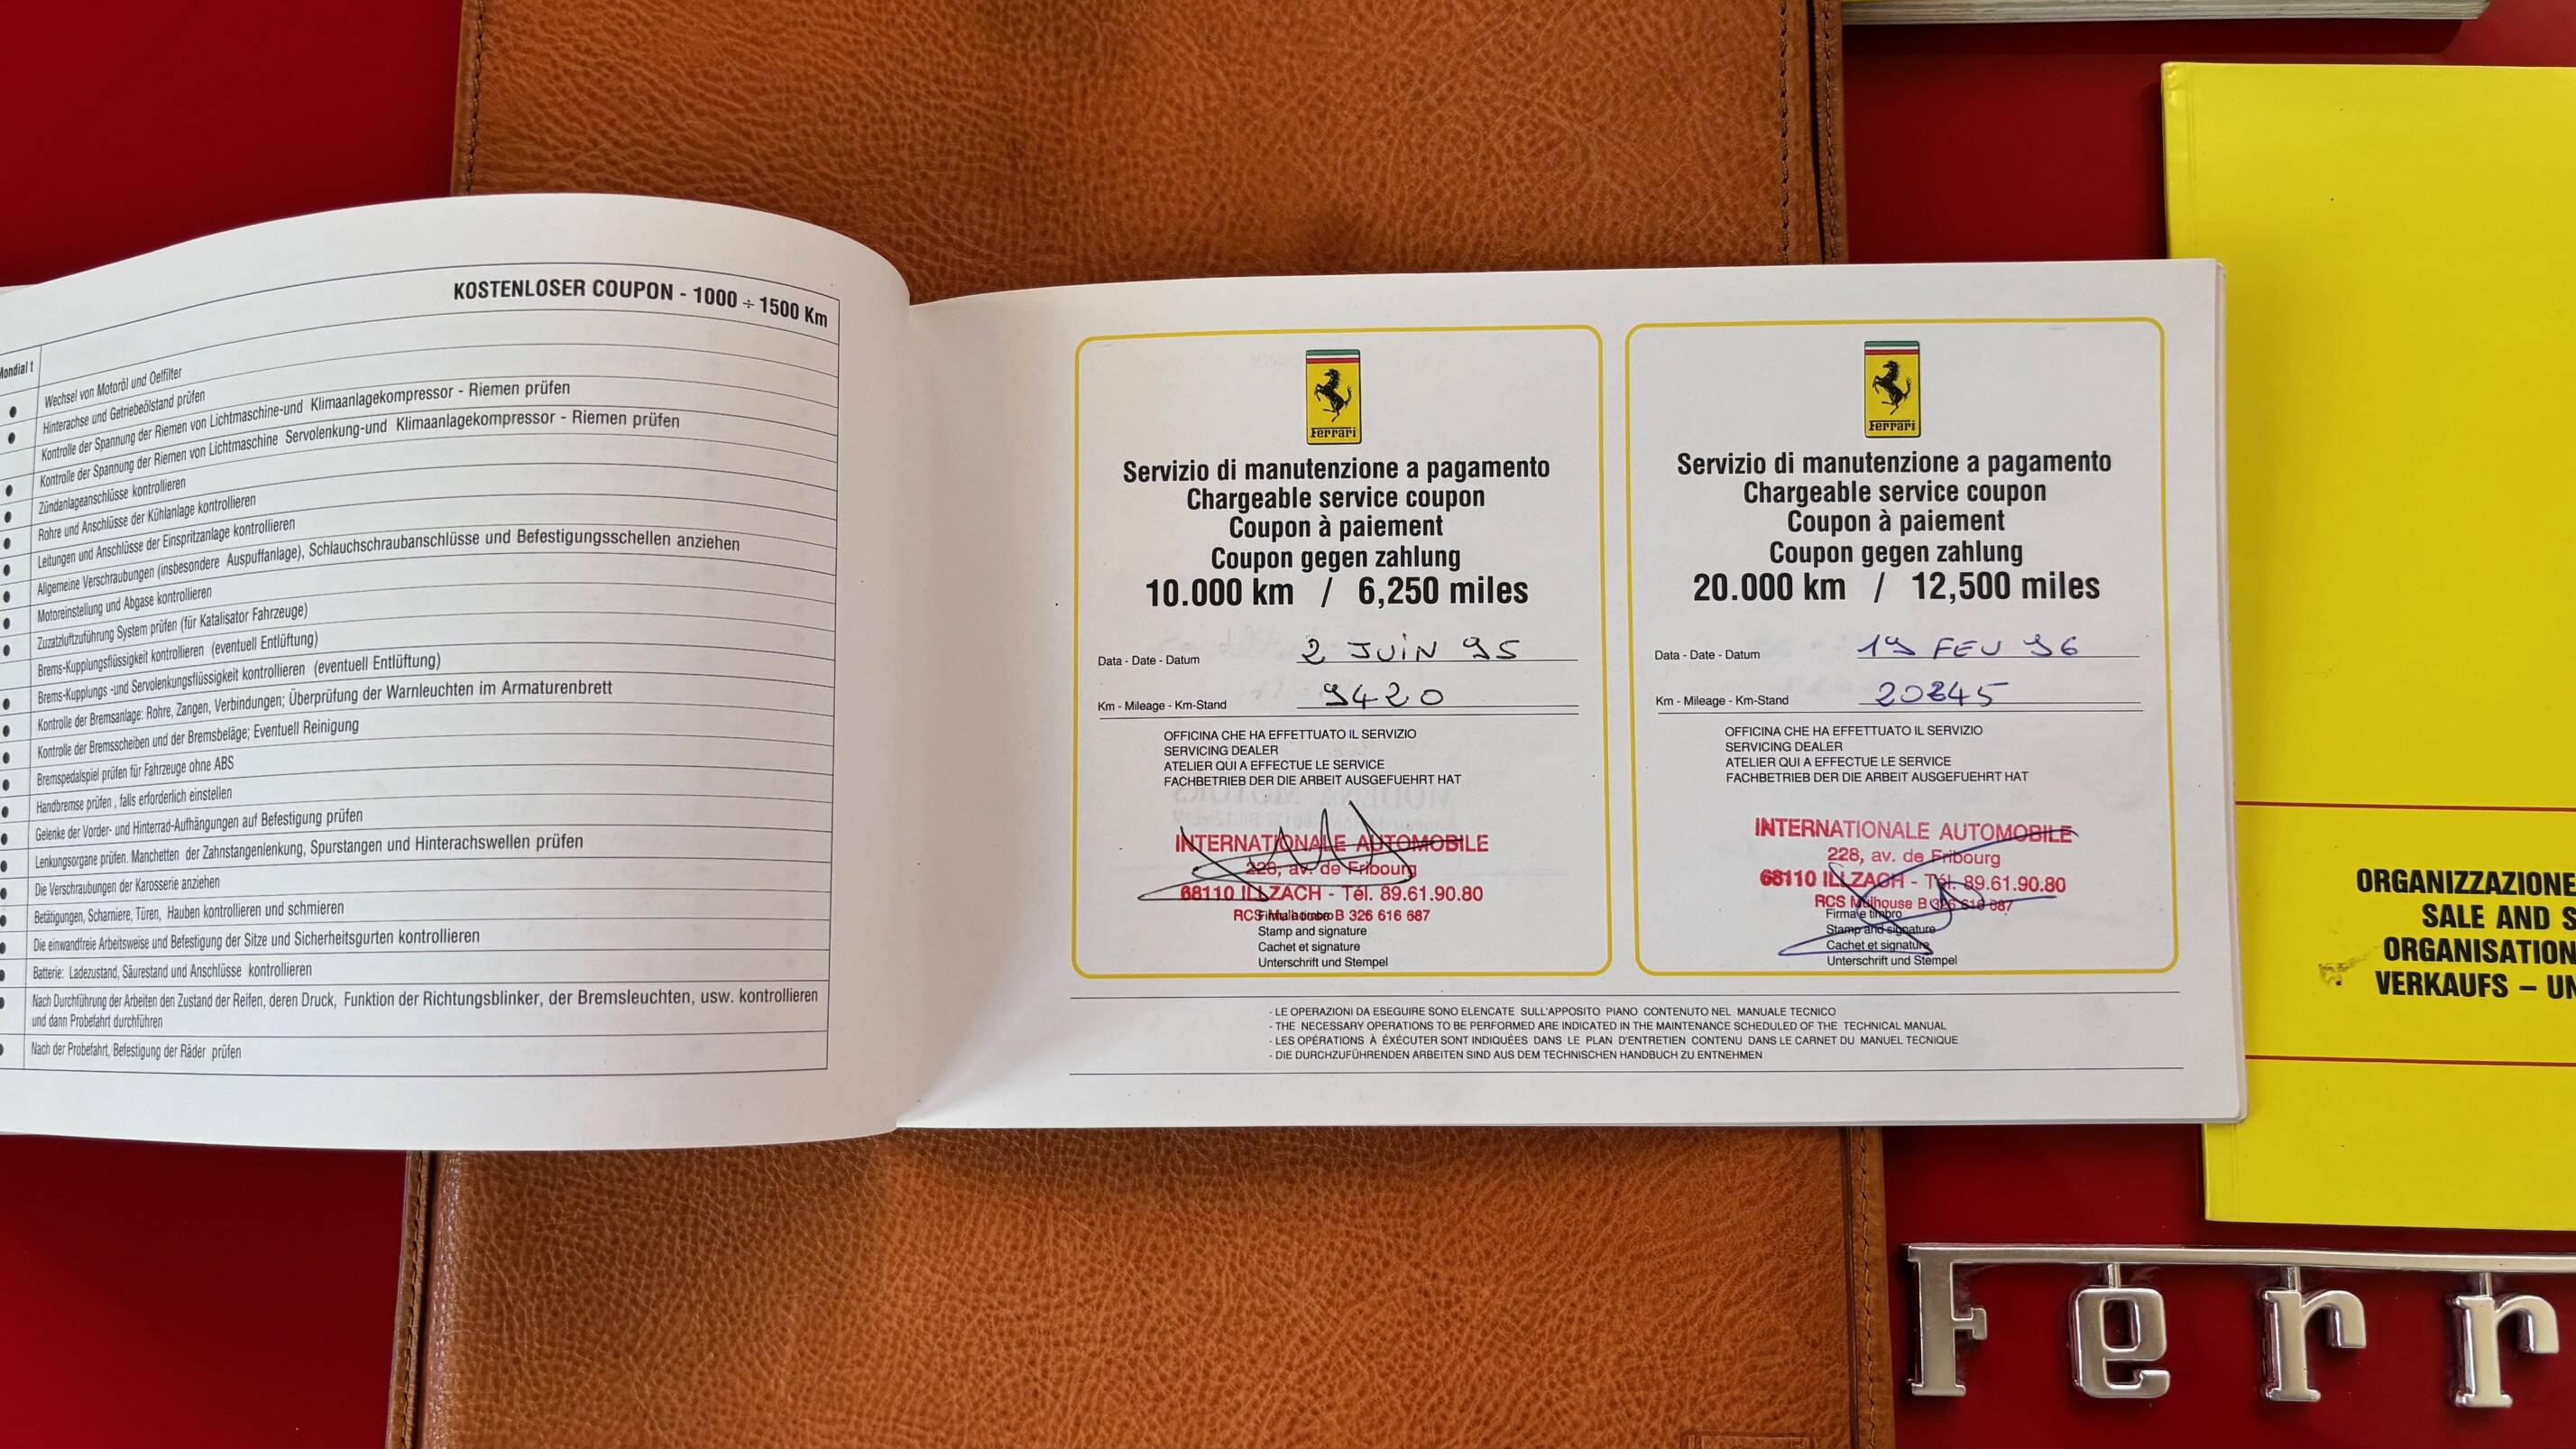 KOSTENLOSER COUPON - 1000 ÷ 1500 Km
Mondial t
Wechsel von Motoröl und Oelfilter
Hinterachse und Getriebeölstand prüfen
Kontrolle der Spannung der Riemen von Lichtmaschine-und Klimaanlagekompressor - Riemen prüfen
Kontrolle der Spannung der Riemen von Lichtmaschine Servolenkung-und Klimaanlagekompressor - Riemen prüfen
Zündanlageanschlüsse kontrollieren
Rohre und Anschlüsse der Kühlanlage kontrollieren
Leitungen und Anschlüsse der Einspritzanlage kontrollieren
Allgemeine Verschraubungen (insbesondere Auspuffanlage), Schlauchschraubanschlüsse und Befestigungsschellen anziehen
Motoreinstellung und Abgase kontrollieren
Zuzatzluftzuführung System prüfen (für Katalisator Fahrzeuge)
Brems-Kupplungsflüssigkeit kontrollieren (eventuell Entlüftung)
Brems-Kupplungs -und Servolenkungsflüssigkeit kontrollieren (eventuell Entlüftung)
Kontrolle der Bremsanlage: Rohre, Zangen, Verbindungen; Überprüfung der Warnleuchten im Armaturenbrett
Kontrolle der Bremsscheiben und der Bremsbeläge; Eventuell Reinigung
Bremspedalspiel prüfen für Fahrzeuge ohne ABS
Handbremse prüfen , falls erforderlich einstellen
Gelenke der Vorder- und Hinterrad-Aufhängungen auf Befestigung prüfen
Lenkungsorgane prüfen. Manchetten der Zahnstangenlenkung, Spurstangen und Hinterachswellen prüfen
Die Verschraubungen der Karosserie anziehen
Betätigungen, Scharniere, Türen, Hauben kontrollieren und schmieren
Die einwandfreie Arbeitsweise und Befestigung der Sitze und Sicherheitsgurten kontrollieren
Batterie: Ladezustand, Säurestand und Anschlüsse kontrollieren
Nach Durchführung der Arbeiten den Zustand der Reifen, deren Druck, Funktion der Richtungsblinker, der Bremsleuchten, usw. kontrollieren
und dann Probefahrt durchführen
Nach der Probefahrt, Befestigung der Räder prüfen
Ferrari
Servizio di manutenzione a pagamento
Chargeable service coupon
Coupon à paiement
Coupon gegen zahlung
10.000 km / 6,250 miles
Data - Date - Datum 2 JUIN 95
Km - Mileage - Km-Stand 9420
OFFICINA CHE HA EFFETTUATO IL SERVIZIO
SERVICING DEALER
ATELIER QUI A EFFECTUE LE SERVICE
FACHBETRIEB DER DIE ARBEIT AUSGEFUEHRT HAT
INTERNATIONALE AUTOMOBILE
228, av. de Fribourg
68110 ILLZACH - Tél. 89.61.90.80
RCS Mulhouse B 326 616 687
Firma e timbro
Stamp and signature
Cachet et signature
Unterschrift und Stempel
Ferrari
Servizio di manutenzione a pagamento
Chargeable service coupon
Coupon à paiement
Coupon gegen zahlung
20.000 km / 12,500 miles
Data - Date - Datum 19 FEV 96
Km - Mileage - Km-Stand 20845
OFFICINA CHE HA EFFETTUATO IL SERVIZIO
SERVICING DEALER
ATELIER QUI A EFFECTUE LE SERVICE
FACHBETRIEB DER DIE ARBEIT AUSGEFUEHRT HAT
INTERNATIONALE AUTOMOBILE
228, av. de Fribourg
68110 ILLZACH - Tél. 89.61.90.80
RCS Mulhouse B 326 616 687
Firma e timbro
Stamp and signature
Cachet et signature
Unterschrift und Stempel
- LE OPERAZIONI DA ESEGUIRE SONO ELENCATE SULL'APPOSITO PIANO CONTENUTO NEL MANUALE TECNICO
- THE NECESSARY OPERATIONS TO BE PERFORMED ARE INDICATED IN THE MAINTENANCE SCHEDULED OF THE TECHNICAL MANUAL
- LES OPÉRATIONS À ÉXÉCUTER SONT INDIQUÉES DANS LE PLAN D'ENTRETIEN CONTENU DANS LE CARNET DU MANUEL TECNIQUE
- DIE DURCHZUFÜHRENDEN ARBEITEN SIND AUS DEM TECHNISCHEN HANDBUCH ZU ENTNEHMEN
ORGANIZZAZIONE
SALE AND S
ORGANISATION
VERKAUFS – UN
Ferr